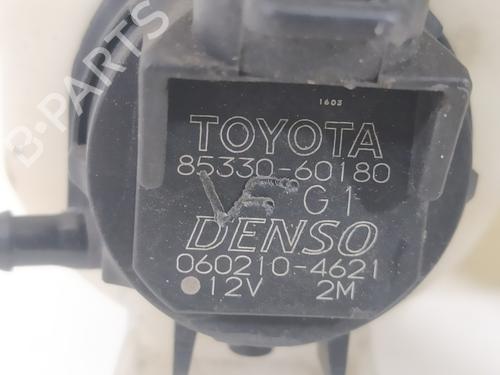 B-PARTS
1603
TOYOTA
85330-60180
G1
DENSO
060210-4621
12V 2M